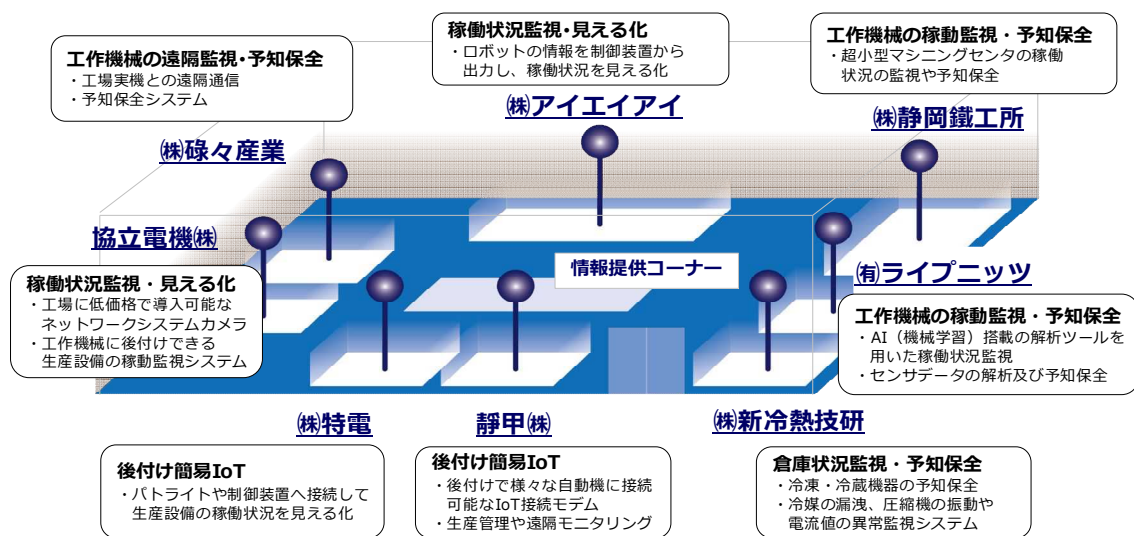 工作機械の遠隔監視・予知保全
・工場実機との遠隔通信
・予知保全システム
㈱碌々産業
稼働状況監視・見える化
・ロボットの情報を制御装置から
出力し、稼働状況を見える化
㈱アイエイアイ
工作機械の稼動監視・予知保全
・超小型マシニングセンタの稼働
状況の監視や予知保全
㈱静岡鐵工所
協立電機㈱
稼働状況監視・見える化
・工場に低価格で導入可能な
ネットワークシステムカメラ
・工作機械に後付けできる
生産設備の稼動監視システム
情報提供コーナー
㈲ライプニッツ
工作機械の稼動監視・予知保全
・AI（機械学習）搭載の解析ツールを
用いた稼働状況監視
・センサデータの解析及び予知保全
㈱特電
後付け簡易IoT
・パトライトや制御装置へ接続して
生産設備の稼働状況を見える化
靜甲㈱
後付け簡易IoT
・後付けで様々な自動機に接続
可能なIoT接続モデム
・生産管理や遠隔モニタリング
㈱新冷熱技研
倉庫状況監視・予知保全
・冷凍・冷蔵機器の予知保全
・冷媒の漏洩、圧縮機の振動や
電流値の異常監視システム